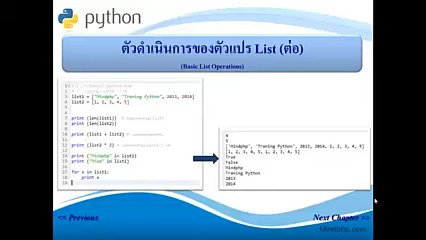 python
ตัวดำเนินการของตัวแปร List (ต่อ)
(Basic List Operations)
list1 = ["Mindphp", "Traning Python", 2013, 2014]
list2 = [1, 2, 3, 4, 5]
print (len(list1))
print (len(list2))
print (list1 + list2)
print (list2 * 2)
print ("Mindphp" in list1)
in list1)
for x in list1:
print x
4
5
['Mindphp', 'Traning Python', 2013, 2014, 1, 2, 3, 4, 5]
[1, 2, 3, 4, 5, 1, 2, 3, 4, 5]
True
False
Mindphp
Traning Python
2013
2014
<< Previous
Next Chapter >>
Mindphp.com